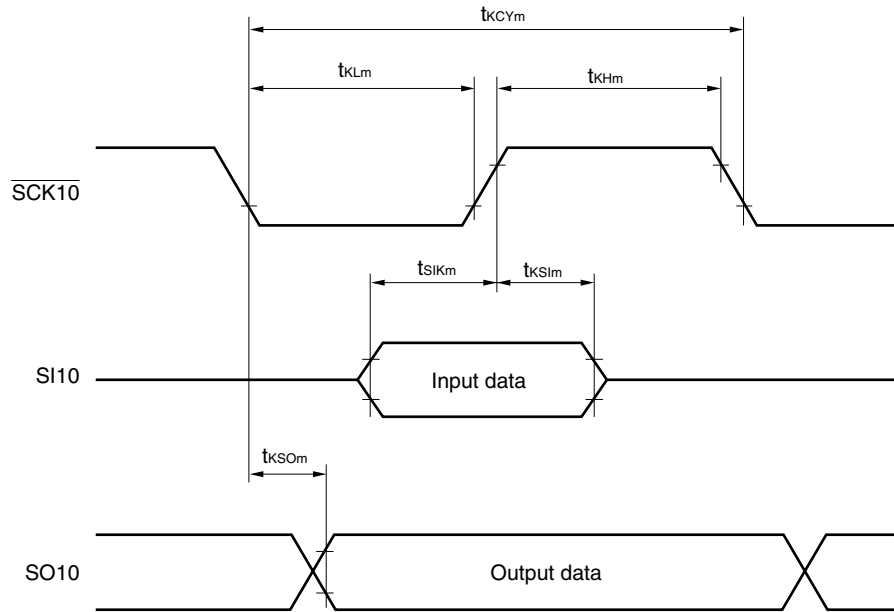 tKCYm
tKLm
tKHm
SCK10
tSIKm
tKSIm
SI10
Input data
tKSOm
SO10
Output data